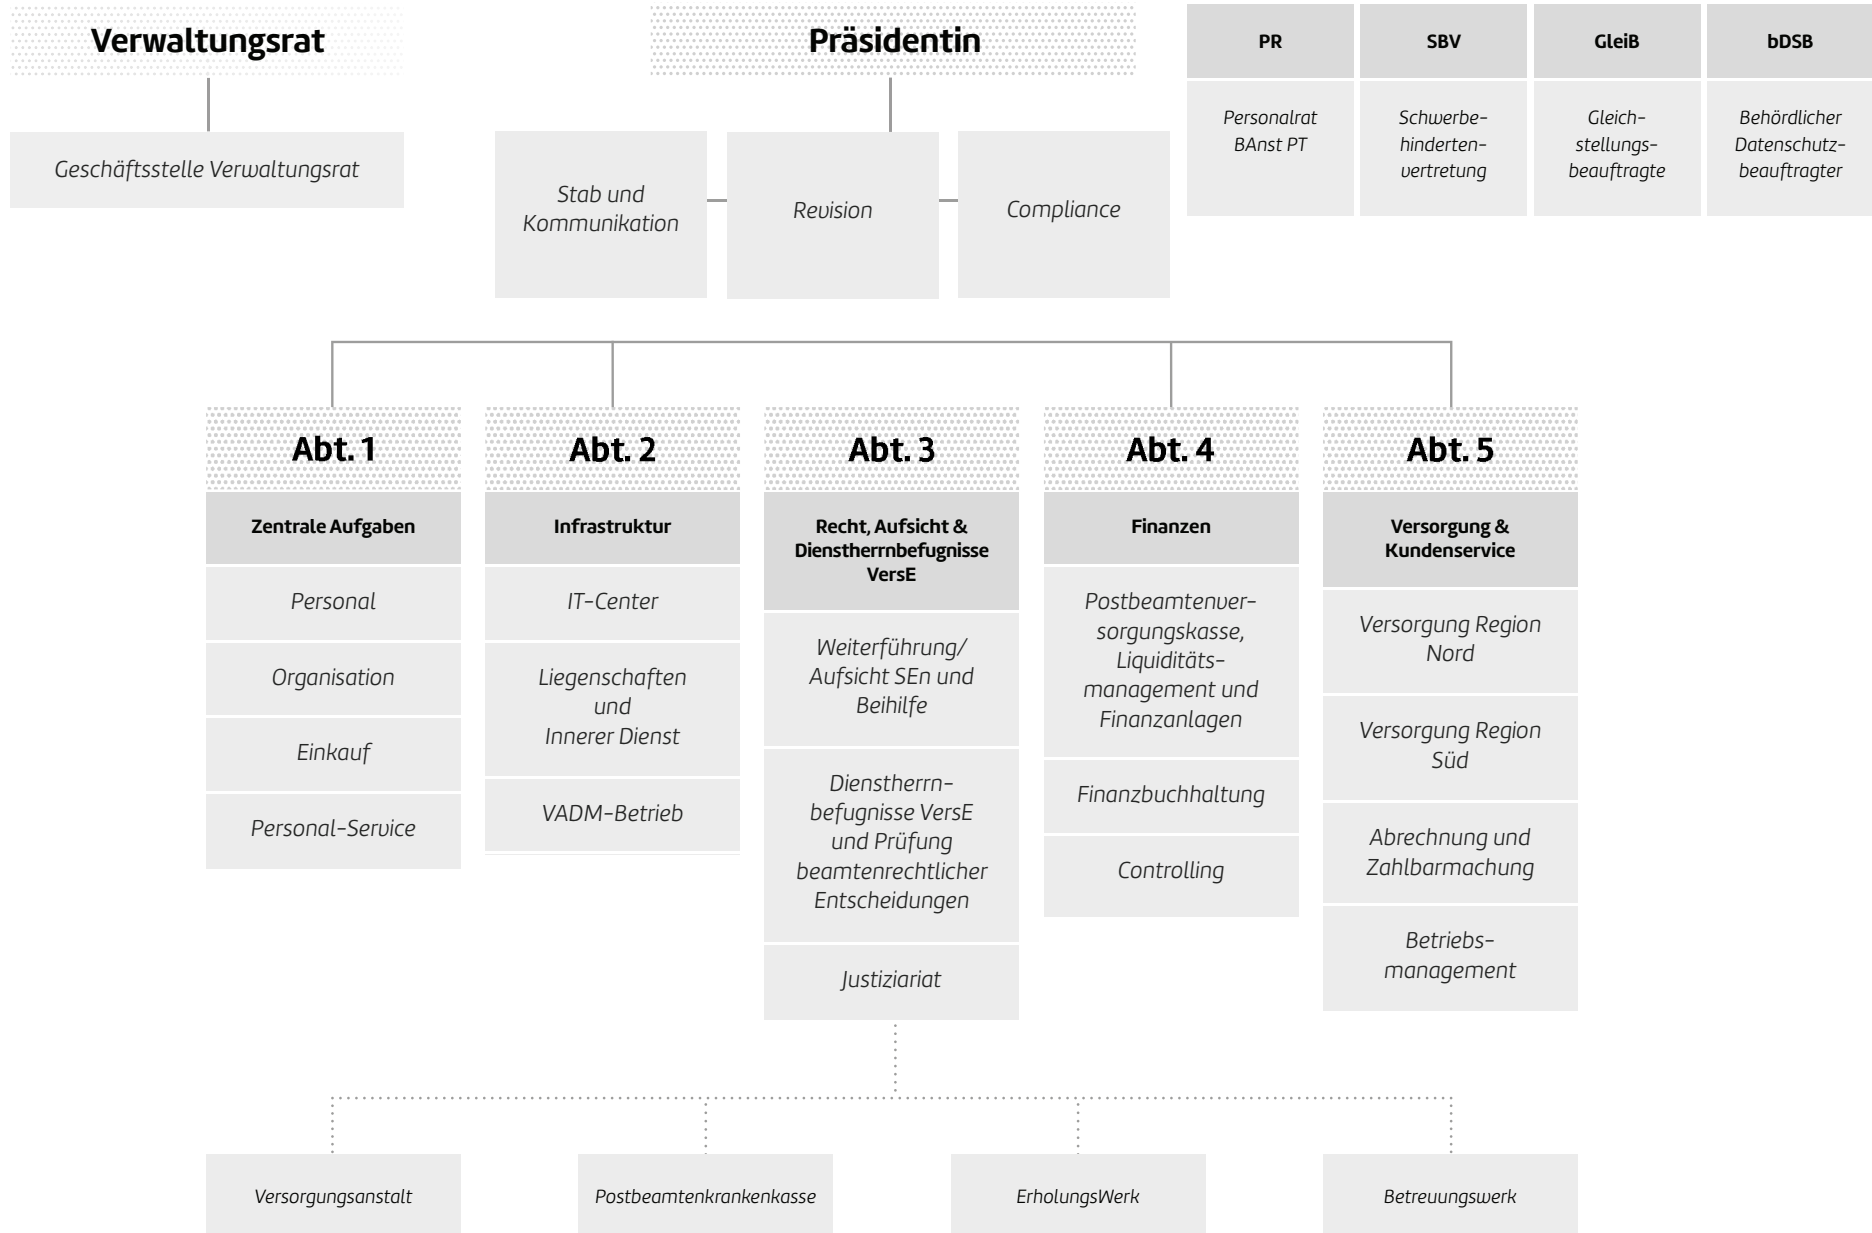 Verwaltungsrat
Geschäftsstelle Verwaltungsrat
Präsidentin
Stab und
Kommunikation
Revision
Compliance
PR
Personalrat
BAnst PT
SBV
Schwerbe-
hinderten-
vertretung
GleiB
Gleich-
stellungs-
beauftragte
bDSB
Behördlicher
Datenschutz-
beauftragter
Abt. 1
Zentrale Aufgaben
Personal
Organisation
Einkauf
Personal-Service
Abt. 2
Infrastruktur
IT-Center
Liegenschaften
und
Innerer Dienst
VADM-Betrieb
Abt. 3
Recht, Aufsicht &
Dienstherrnbefugnisse
VersE
Weiterführung/
Aufsicht SEn und
Beihilfe
Dienstherrn-
befugnisse VersE
und Prüfung
beamtenrechtlicher
Entscheidungen
Justiziariat
Abt. 4
Finanzen
Postbeamtenver-
sorgungskasse,
Liquiditäts-
management und
Finanzanlagen
Finanzbuchhaltung
Controlling
Abt. 5
Versorgung &
Kundenservice
Versorgung Region
Nord
Versorgung Region
Süd
Abrechnung und
Zahlbarmachung
Betriebs-
management
Versorgungsanstalt
Postbeamtenkrankenkasse
ErholungsWerk
Betreuungswerk